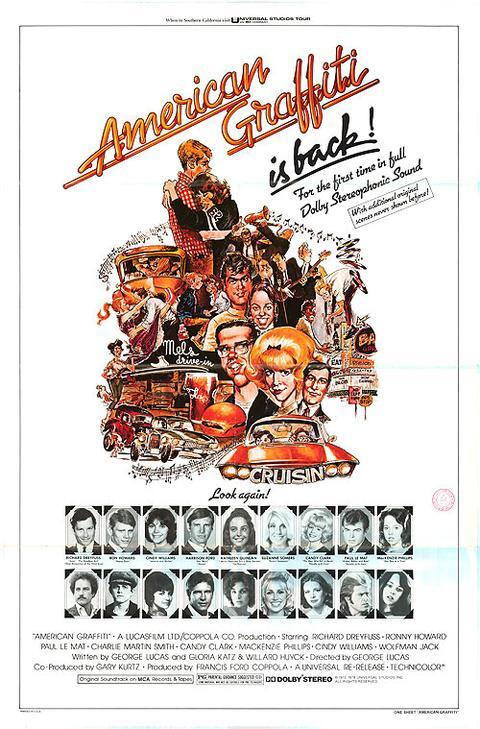 When in Southern California visit UNIVERSAL STUDIOS TOUR
American
Graffiti
is back!
For the first time in full
Dolby Stereophonic Sound
With additional original
scenes never shown before!
Mel's
drive-in
EAT
CRUISIN'
Look again!
RICHARD DREYFUSS RON HOWARD CINDY WILLIAMS HARRISON FORD KATHLEEN QUINLAN SUZANNE SOMERS CANDY CLARK PAUL LE MAT MACKENZIE PHILLIPS
"AMERICAN GRAFFITI" • A LUCASFILM LTD/COPPOLA CO. Production • Starring RICHARD DREYFUSS • RONNY HOWARD
PAUL LE MAT • CHARLIE MARTIN SMITH • CANDY CLARK • MACKENZIE PHILLIPS • CINDY WILLIAMS • WOLFMAN JACK
Written by GEORGE LUCAS and GLORIA KATZ & WILLARD HUYCK • Directed by GEORGE LUCAS
Co-Produced by GARY KURTZ • Produced by FRANCIS FORD COPPOLA • A UNIVERSAL RE-RELEASE • TECHNICOLOR®
Original Soundtrack on MCA Records & Tapes
PG PARENTAL GUIDANCE SUGGESTED
DOLBY STEREO
ONE SHEET "AMERICAN GRAFFITI"